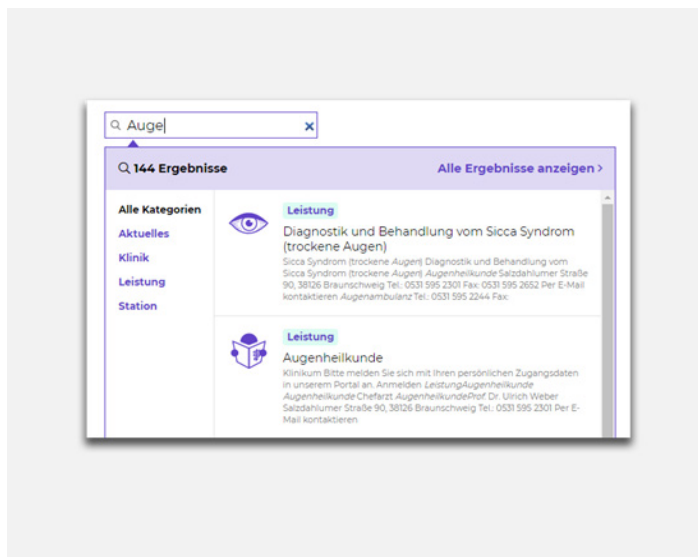 Auge
144 Ergebnisse
Alle Ergebnisse anzeigen >
Alle Kategorien
Aktuelles
Klinik
Leistung
Station
Leistung
Diagnostik und Behandlung vom Sicca Syndrom
(trockene Augen)
Sicca Syndrom (trockene Augen) Diagnostik und Behandlung vom
Sicca Syndrom (trockene Augen) Augenheilkunde Salzdahlumer Straße
90, 38126 Braunschweig Tel.: 0531 595 2301 Fax: 0531 595 2652 Per E-Mail
kontaktieren Augenambulanz Tel.: 0531 595 2244 Fax:
Leistung
Augenheilkunde
Klinikum Bitte melden Sie sich mit Ihren persönlichen Zugangsdaten
in unserem Portal an. Anmelden LeistungAugenheilkunde
Augenheilkunde Chefarzt AugenheilkundeProf. Dr. Ulrich Weber
Salzdahlumer Straße 90, 38126 Braunschweig Tel.: 0531 595 2301 Per E-
Mail kontaktieren